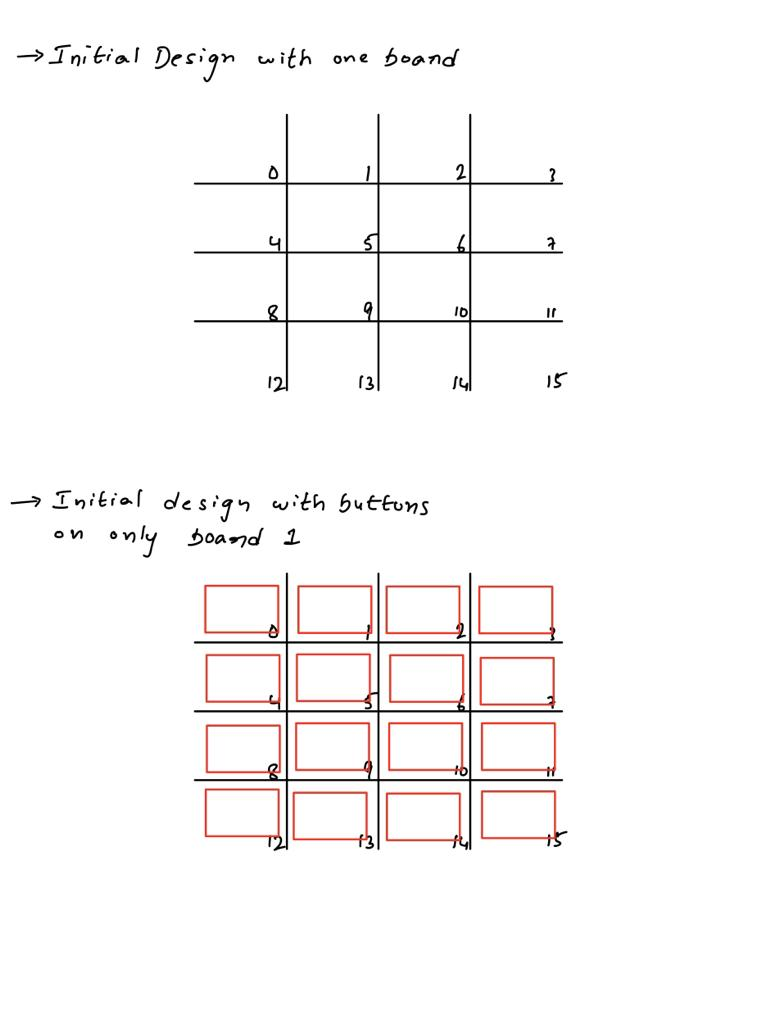 → Initial Design with one board
0 1 2 3
4 5 6 7
8 9 10 11
12 13 14 15
→ Initial design with buttons
on only board 1
0 1 2 3
4 5 6 7
8 9 10 11
12 13 14 15